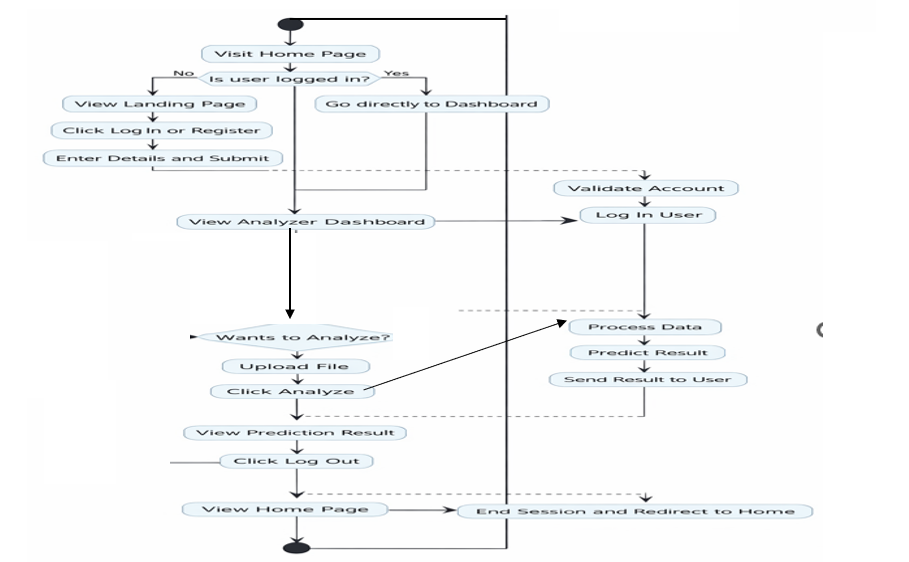 Visit Home Page
No
Is user logged in?
Yes
View Landing Page
Go directly to Dashboard
Click Log In or Register
Enter Details and Submit
Validate Account
Log In User
View Analyzer Dashboard
Process Data
Wants to Analyze?
Predict Result
Upload File
Send Result to User
Click Analyze
View Prediction Result
Click Log Out
View Home Page
End Session and Redirect to Home